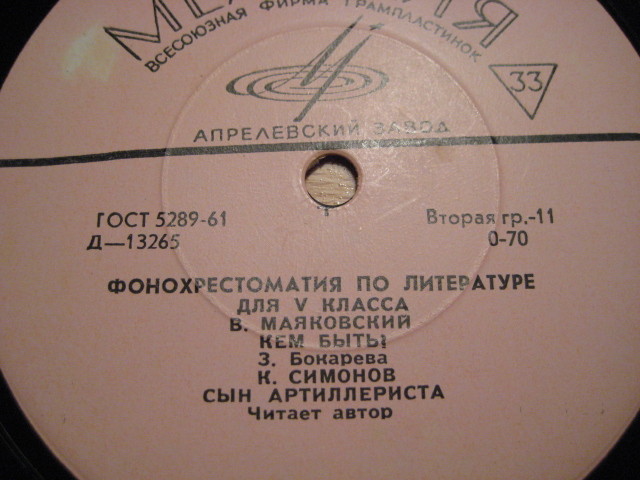 ВСЕСОЮЗНАЯ ФИРМА ГРАМПЛАСТИНОК
33
АПРЕЛЕВСКИЙ ЗАВОД
ГОСТ 5289-61
Вторая гр.-11
Д—13265
0-70
ФОНОХРЕСТОМАТИЯ ПО ЛИТЕРАТУРЕ
ДЛЯ V КЛАССА
В. МАЯКОВСКИЙ
КЕМ БЫТЬ!
З. Бокарева
К. СИМОНОВ
СЫН АРТИЛЛЕРИСТА
Читает автор